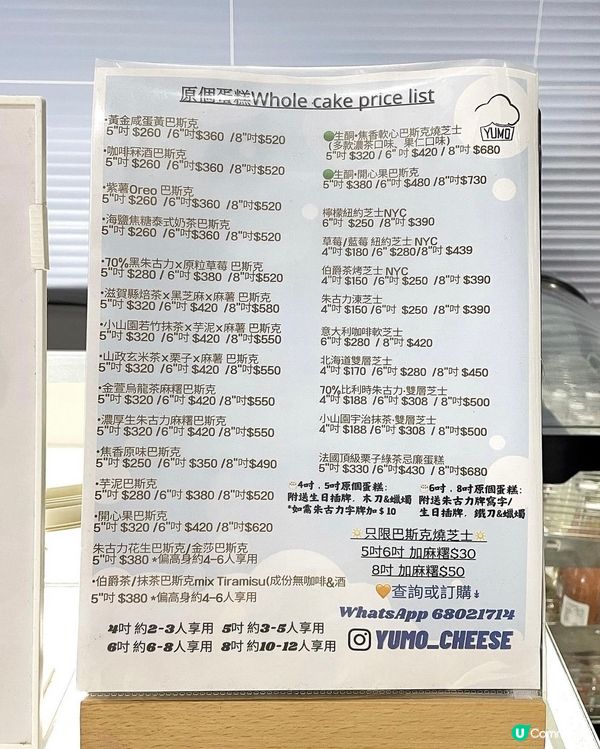 原個蛋糕Whole cake price list
YUMO
•黃金咸蛋黃巴斯克
5"吋 $260 /6"吋$360 /8"吋$520
•咖啡冧酒巴斯克
5"吋 $260 /6"吋$360 /8"吋$520
•紫薯Oreo 巴斯克
5"吋 $260 /6"吋$360 /8"吋$520
•海鹽焦糖泰式奶茶巴斯克
5"吋 $260 /6"吋$360 /8"吋$520
•70%黑朱古力×原粒草莓 巴斯克
5"吋 $280 / 6"吋 $380 /8"吋$520
•滋賀縣焙茶×黑芝麻×麻薯 巴斯克
5"吋 $320 / 6"吋 $420 /8"吋$580
•小山園若竹抹茶×芋泥×麻薯 巴斯克
5"吋 $320 / 6"吋 $420 /8"吋$550
•山政玄米茶×栗子×麻薯 巴斯克
5"吋 $320 / 6"吋 $420 /8"吋$550
•金萱烏龍茶麻糬巴斯克
5"吋 $320 / 6"吋 $420 /8"吋$550
•濃厚生朱古力麻糬巴斯克
5"吋 $320 / 6"吋 $420 /8"吋$550
•焦香原味巴斯克
5"吋 $250 /6"吋 $350 /8"吋$490
•芋泥巴斯克
5"吋 $280 /6"吋 $380 /8"吋 $520
•開心果巴斯克
5"吋 $320 /6"吋 $420 /8"吋 $620
朱古力花生巴斯克/金莎巴斯克
5"吋 $380 *偏高身約4-6人享用
•伯爵茶/抹茶巴斯克mix Tiramisu(成份無咖啡&酒
5"吋 $380 *偏高身約4-6人享用
4吋 約2-3人享用 5吋 約3-5人享用
6吋 約6-8人享用 8吋 約10-12人享用
生酮•焦香軟心巴斯克燒芝士
(多款濃茶口味、果仁口味)
5"吋 $320 / 6"吋 $420 / 8"吋 $680
生酮•開心果巴斯克
5"吋 $380 /6"吋 $480 /8"吋$730
檸檬紐約芝士NYC
6"吋 $250 /8"吋 $390
草莓/藍莓 紐約芝士 NYC
4"吋 $180 /6"吋 $280/8"吋 $439
伯爵茶烤芝士 NYC
4"吋 $150 /6"吋 $250 /8"吋 $390
朱古力凍芝士
4"吋 $150 /6"吋 $250 /8"吋 $390
意大利咖啡軟芝士
6"吋 $280 / 8"吋 $420
北海道雙層芝士
4"吋 $170 /6"吋 $280 /8"吋 $450
70%比利時朱古力·雙層芝士
4"吋 $188 /6"吋 $308 /8"吋 $500
小山園宇治抹茶·雙層芝士
4"吋 $188 /6"吋 $308 /8"吋 $500
法國頂級栗子綠茶忌廉蛋糕
5"吋 $330 /6"吋$430 / 8"吋 $680
4吋、5吋原個蛋糕:
附送生日插牌、木刀&蠟燭
*如需朱古力字牌加$10
6吋、8吋原個蛋糕:
附送朱古力牌寫字/
生日插牌、鐵刀&蠟燭
只限巴斯克燒芝士
5吋6吋 加麻糬$30
8吋 加麻糬$50
🧡查詢或訂購↓
WhatsApp 68021714
YUMO_CHEESE